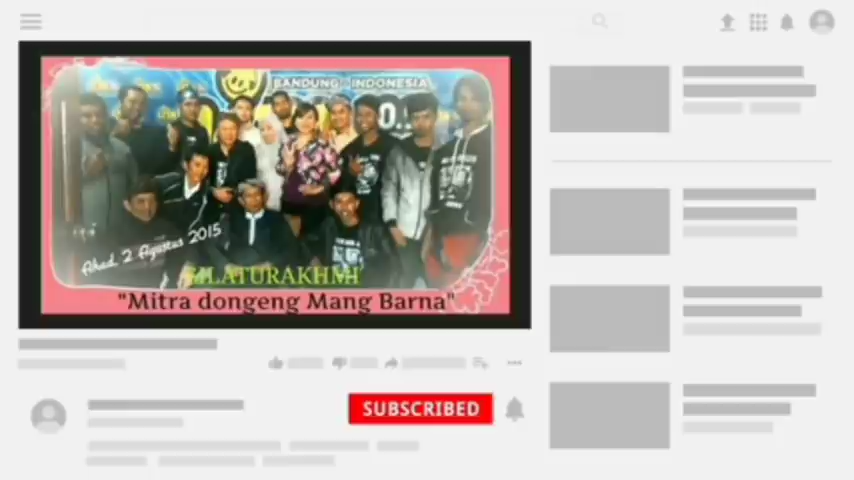 BANDUNG INDONESIA
Ahad, 2 Agustus 2015
SILATURAKHMI
"Mitra dongeng Mang Barna"
SUBSCRIBED